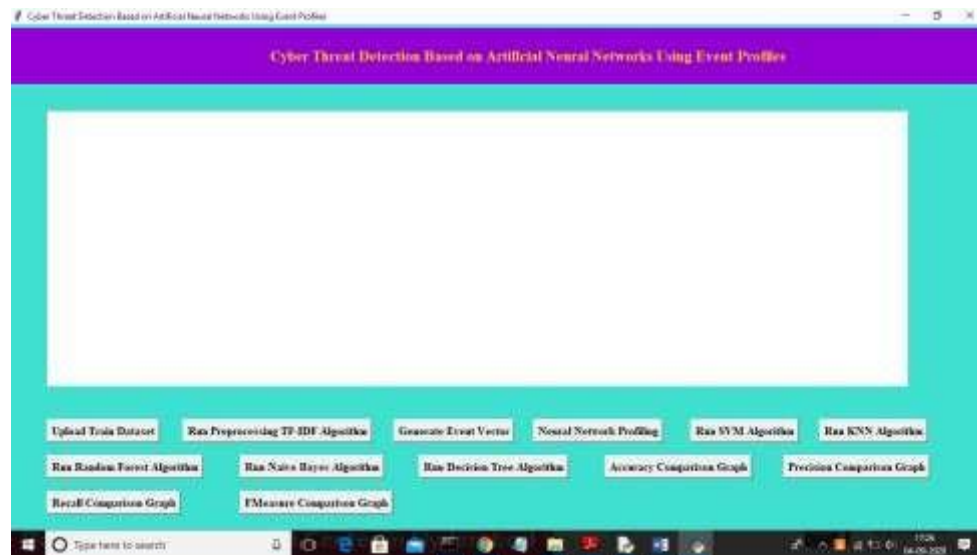 Cyber Threat Detection Based on Artificial Neural Networks Using Event Profiles
Cyber Threat Detection Based on Artificial Neural Networks Using Event Profiles
Upload Train Dataset Run Preprocessing TF-IDF Algorithm Generate Event Vector Neural Network Profiling Run SVM Algorithm Run KNN Algorithm
Run Random Forest Algorithm Run Naive Bayes Algorithm Run Decision Tree Algorithm Accuracy Comparison Graph Precision Comparison Graph
Recall Comparison Graph FMeasure Comparison Graph
Type here to search